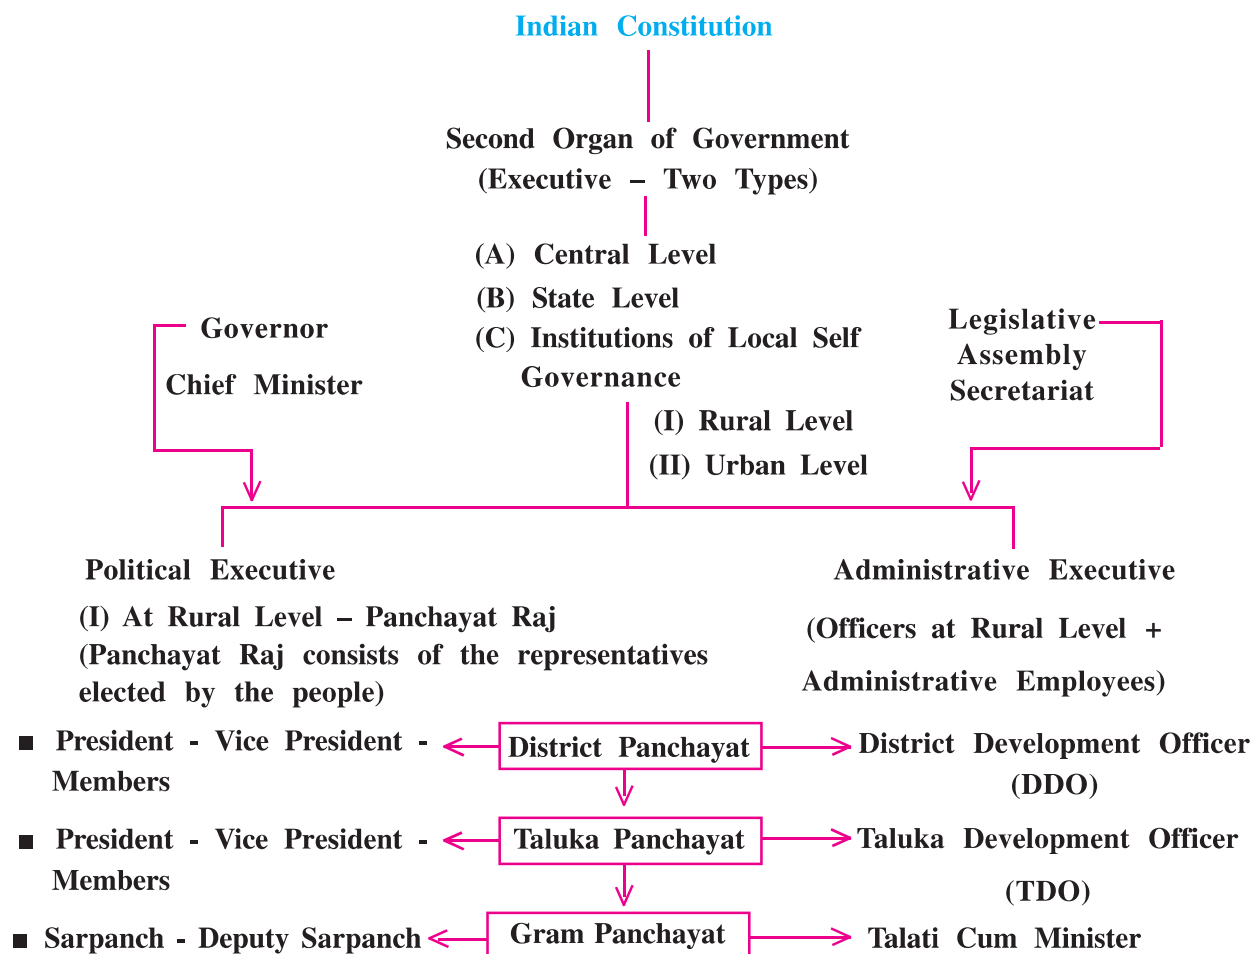 Indian Constitution
Second Organ of Government
(Executive – Two Types)
(A) Central Level
(B) State Level
(C) Institutions of Local Self
Governance
Governor
Chief Minister
Legislative
Assembly
Secretariat
(I) Rural Level
(II) Urban Level
Political Executive
(I) At Rural Level – Panchayat Raj
(Panchayat Raj consists of the representatives
elected by the people)
Administrative Executive
(Officers at Rural Level +
Administrative Employees)
■ President - Vice President -
Members
District Panchayat
District Development Officer
(DDO)
■ President - Vice President -
Members
Taluka Panchayat
Taluka Development Officer
(TDO)
■ Sarpanch - Deputy Sarpanch
Gram Panchayat
Talati Cum Minister